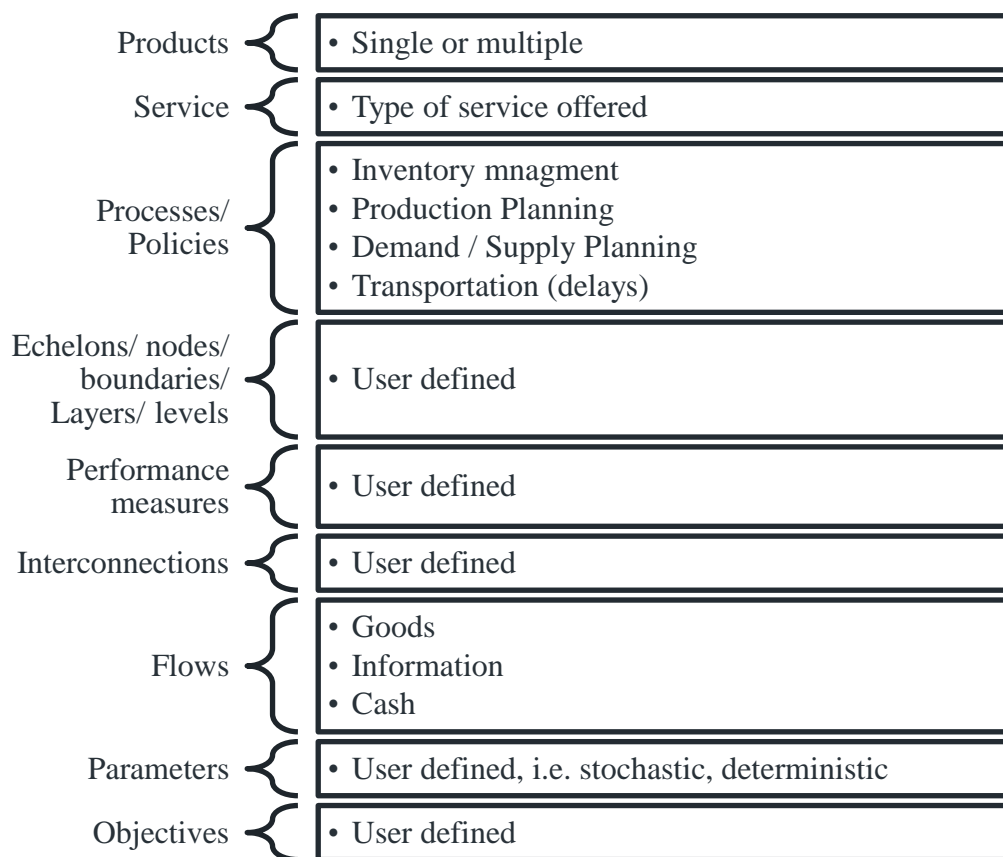 Products
• Single or multiple
Service
• Type of service offered
Processes/
Policies
• Inventory mnagment
• Production Planning
• Demand / Supply Planning
• Transportation (delays)
Echelons/ nodes/
boundaries/
Layers/ levels
• User defined
Performance
measures
• User defined
Interconnections
• User defined
Flows
• Goods
• Information
• Cash
Parameters
• User defined, i.e. stochastic, deterministic
Objectives
• User defined